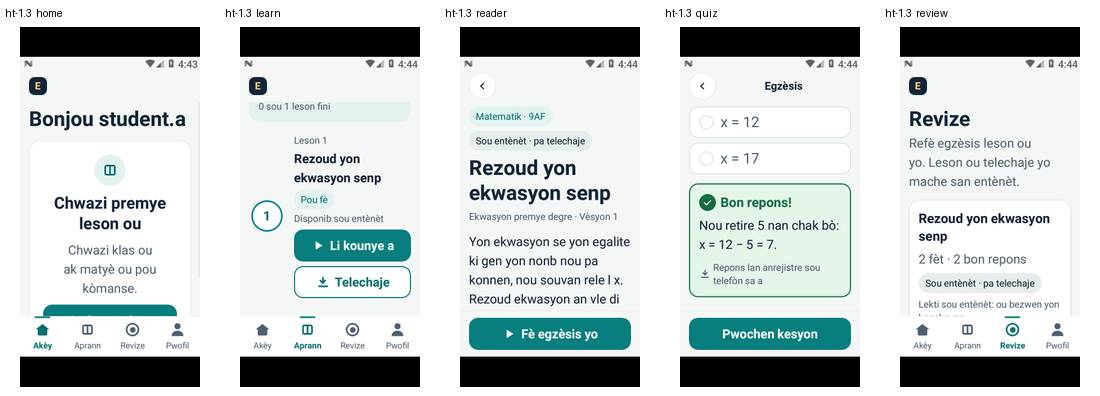 ht-1.3 home
4:43
E
Bonjou student.a
Chwazi premye
leson ou
Chwazi klas ou
ak matyè ou pou
kòmanse.
Akèy
Aprann
Revize
Pwofil
ht-1.3 learn
4:44
E
0 sou 1 leson fini
Leson 1
Rezoud yon
ekwasyon senp
Pou fè
1
Disponib sou entènèt
Li kounye a
Telechaje
Akèy
Aprann
Revize
Pwofil
ht-1.3 reader
4:44
Matematik · 9AF
Sou entènèt · pa telechaje
Rezoud yon
ekwasyon senp
Ekwasyon premye degre · Vèsyon 1
Yon ekwasyon se yon egalite
ki gen yon nonb nou pa
konnen, nou souvan rele l x.
Rezoud ekwasyon an vle di
Fè egzèsis yo
ht-1.3 quiz
4:44
Egzèsis
x = 12
x = 17
Bon repons!
Nou retire 5 nan chak bò:
x = 12 − 5 = 7.
Repons lan anrejistre sou
telefòn sa a
Pwochen kesyon
ht-1.3 review
4:44
E
Revize
Refè egzèsis leson ou
yo. Leson ou telechaje yo
mache san entènèt.
Rezoud yon ekwasyon
senp
2 fèt · 2 bon repons
Sou entènèt · pa telechaje
Lekti sou entènèt: ou bezwen yon
Akèy
Aprann
Revize
Pwofil